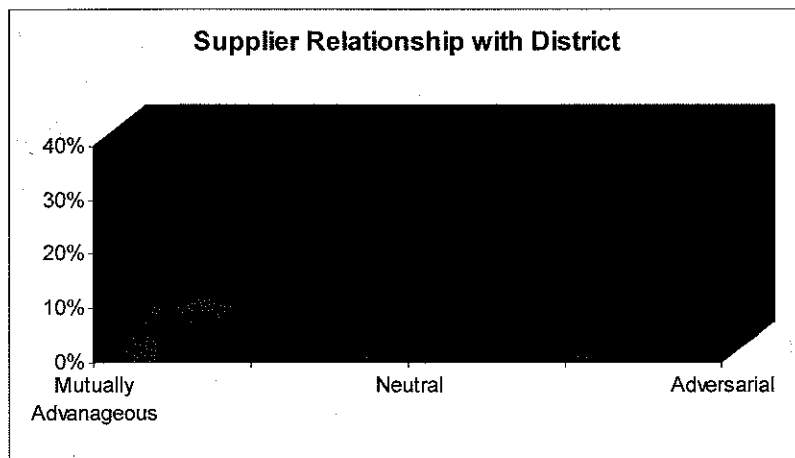 Supplier Relationship with District
40%
30%
20%
10%
0%
Mutually
Advanageous
Neutral
Adversarial